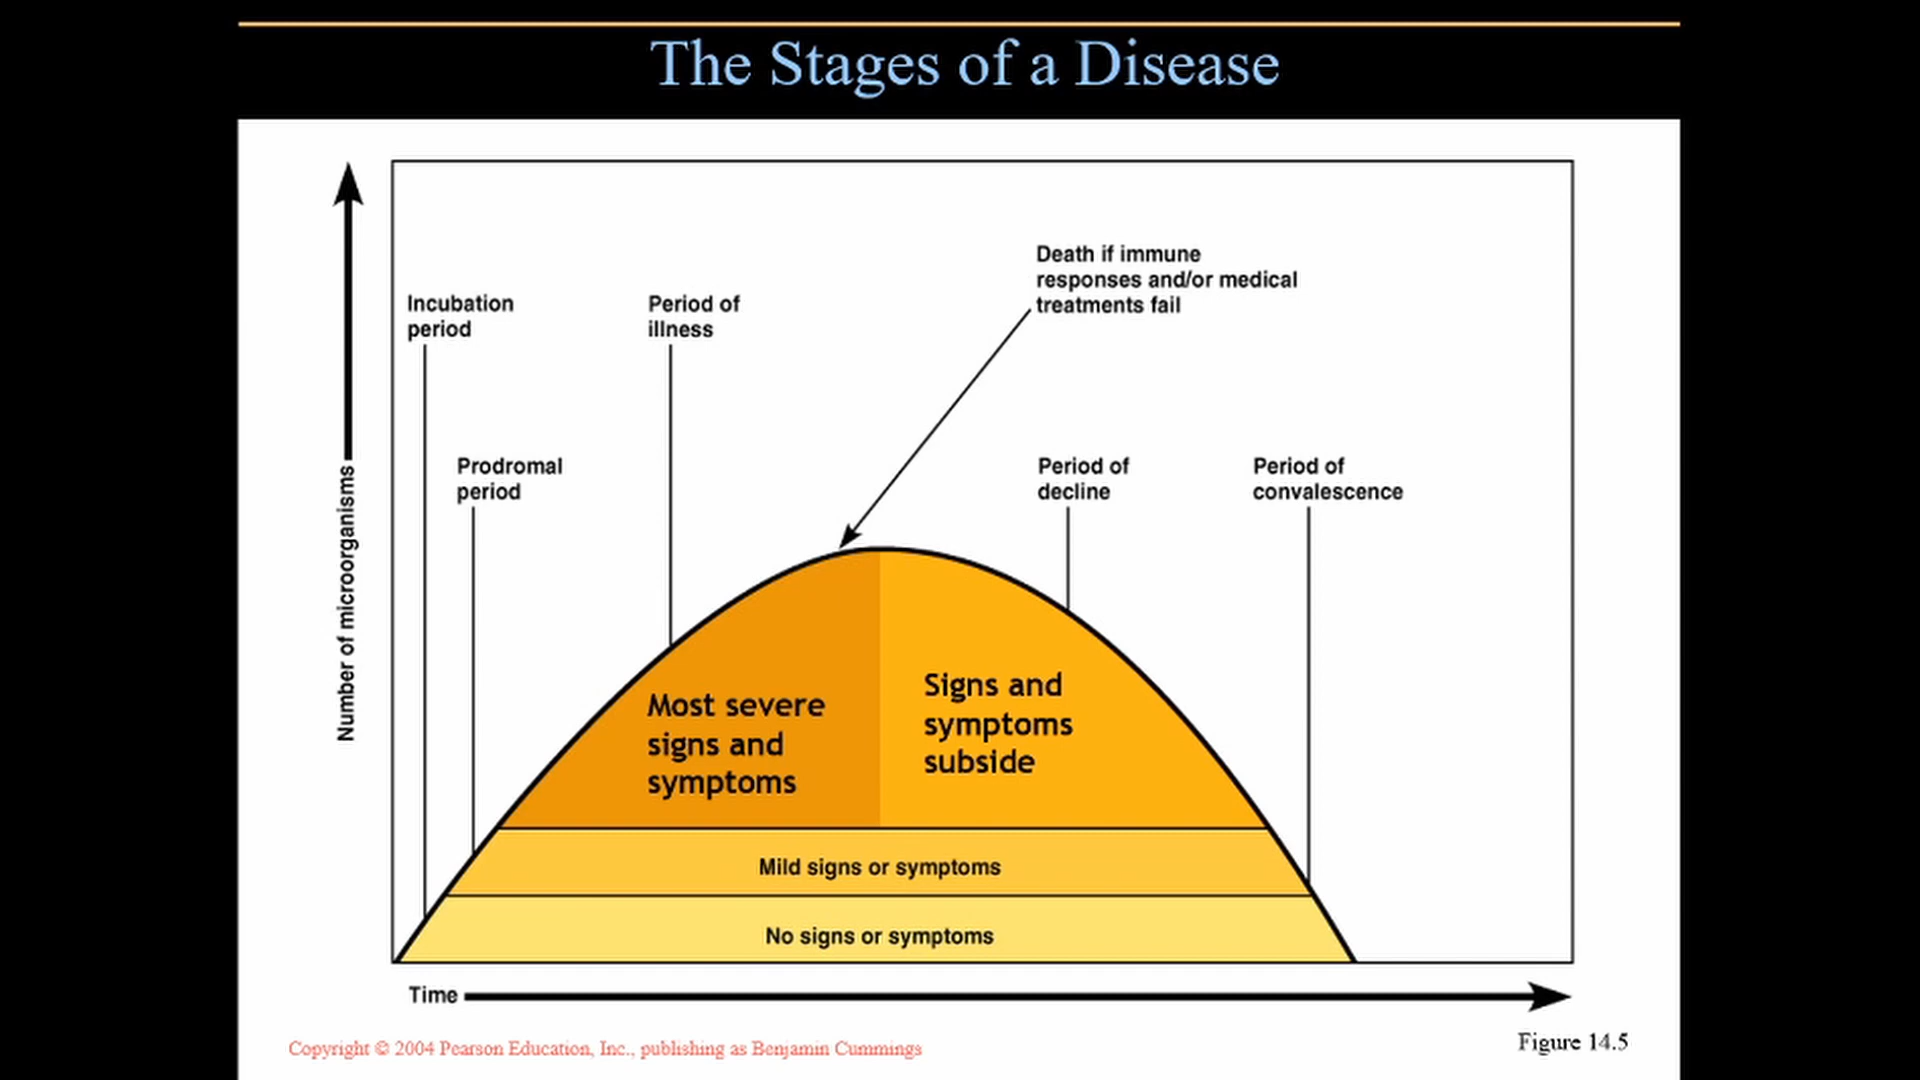 The Stages of a Disease
Death if immune
responses and/or medical
treatments fail
Incubation
period
Period of
illness
Prodromal
period
Period of
decline
Period of
convalescence
Number of microorganisms
Most severe
signs and
symptoms
Signs and
symptoms
subside
Mild signs or symptoms
No signs or symptoms
Time
Copyright © 2004 Pearson Education, Inc., publishing as Benjamin Cummings
Figure 14.5